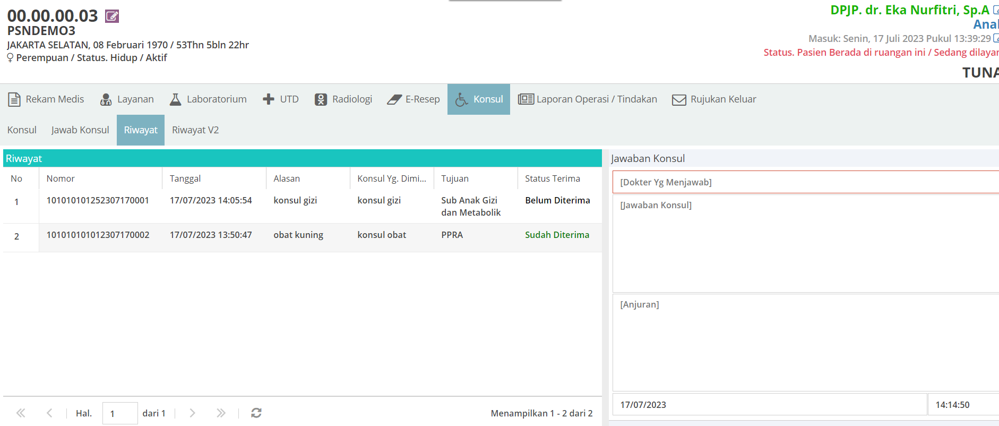 00.00.00.03
PSNDEMO3
JAKARTA SELATAN, 08 Februari 1970 / 53Thn 5bln 22hr
Perempuan / Status. Hidup / Aktif
DPJP. dr. Eka Nurfitri, Sp.A
Masuk: Senin, 17 Juli 2023 Pukul 13:39:29
Status. Pasien Berada di ruangan ini / Sedang
Rekam Medis Layanan Laboratorium UTD Radiologi E-Resep Konsul Laporan Operasi / Tindakan Rujukan Keluar
Konsul Jawab Konsul Riwayat Riwayat V2
Riwayat
No Nomor Tanggal Alasan Konsul Yg. Dimi... Tujuan Status Terima
1 101010101252307170001 17/07/2023 14:05:54 konsul gizi konsul gizi Sub Anak Gizi Belum Diterima
dan Metabolik
2 101010101012307170002 17/07/2023 13:50:47 obat kuning konsul obat PPRA Sudah Diterima
Hal. 1 dari 1 Menampilkan 1 - 2 dari 2
Jawaban Konsul
[Dokter Yg Menjawab]
[Jawaban Konsul]
[Anjuran]
17/07/2023 14:14:50